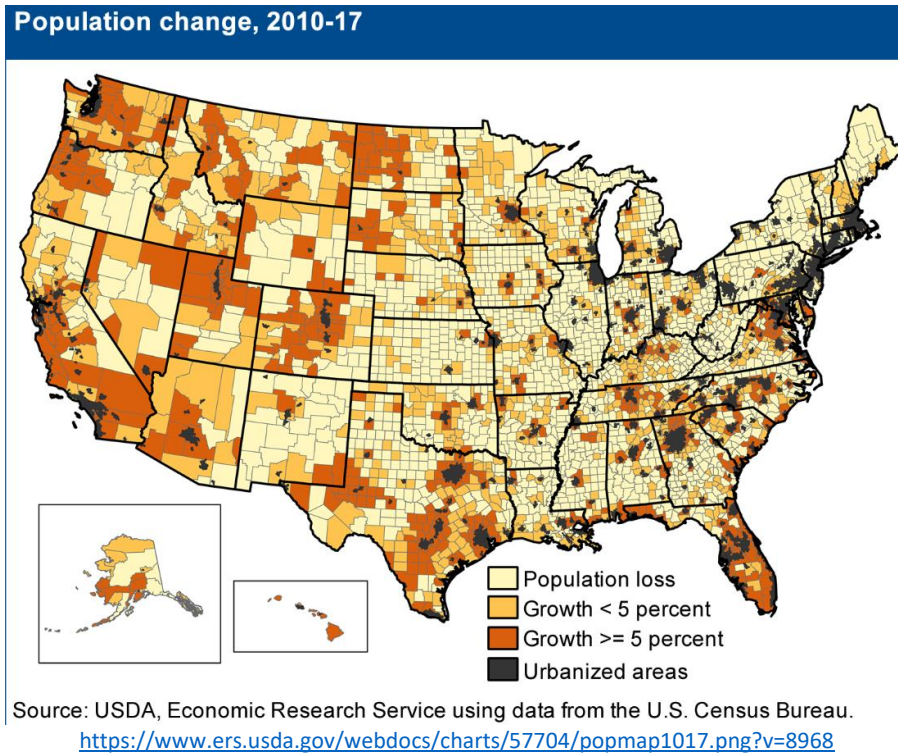 Population change, 2010-17
Population loss
Growth < 5 percent
Growth >= 5 percent
Urbanized areas
Source: USDA, Economic Research Service using data from the U.S. Census Bureau.
https://www.ers.usda.gov/webdocs/charts/57704/popmap1017.png?v=8968